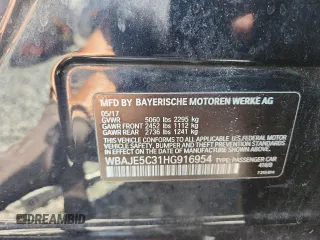 MFD. BY BAYERISCHE MOTOREN WERKE AG
05/17
GVWR 5060 lbs 2295 kg
GAWR FRONT 2452 lbs 1112 kg
GAWR REAR 2736 lbs 1241 kg
THIS VEHICLE CONFORMS TO ALL APPLICABLE
FEDERAL MOTOR VEHICLE SAFETY, BUMPER, AND
THEFT PREVENTION STANDARDS IN EFFECT ON
THE DATE OF MANUFACTURE SHOWN ABOVE.
WBAJE5C31HG916954 TYPE: PASSENGER CAR
DREAMBID